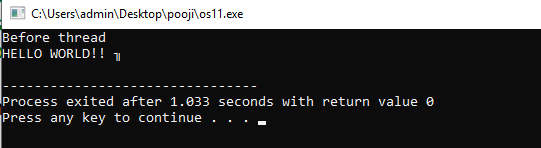 C:\Users\admin\Desktop\pooji\os11.exe
Before thread
HELLO WORLD!! ╖
--------------------------------
Process exited after 1.033 seconds with return value 0
Press any key to continue . . .